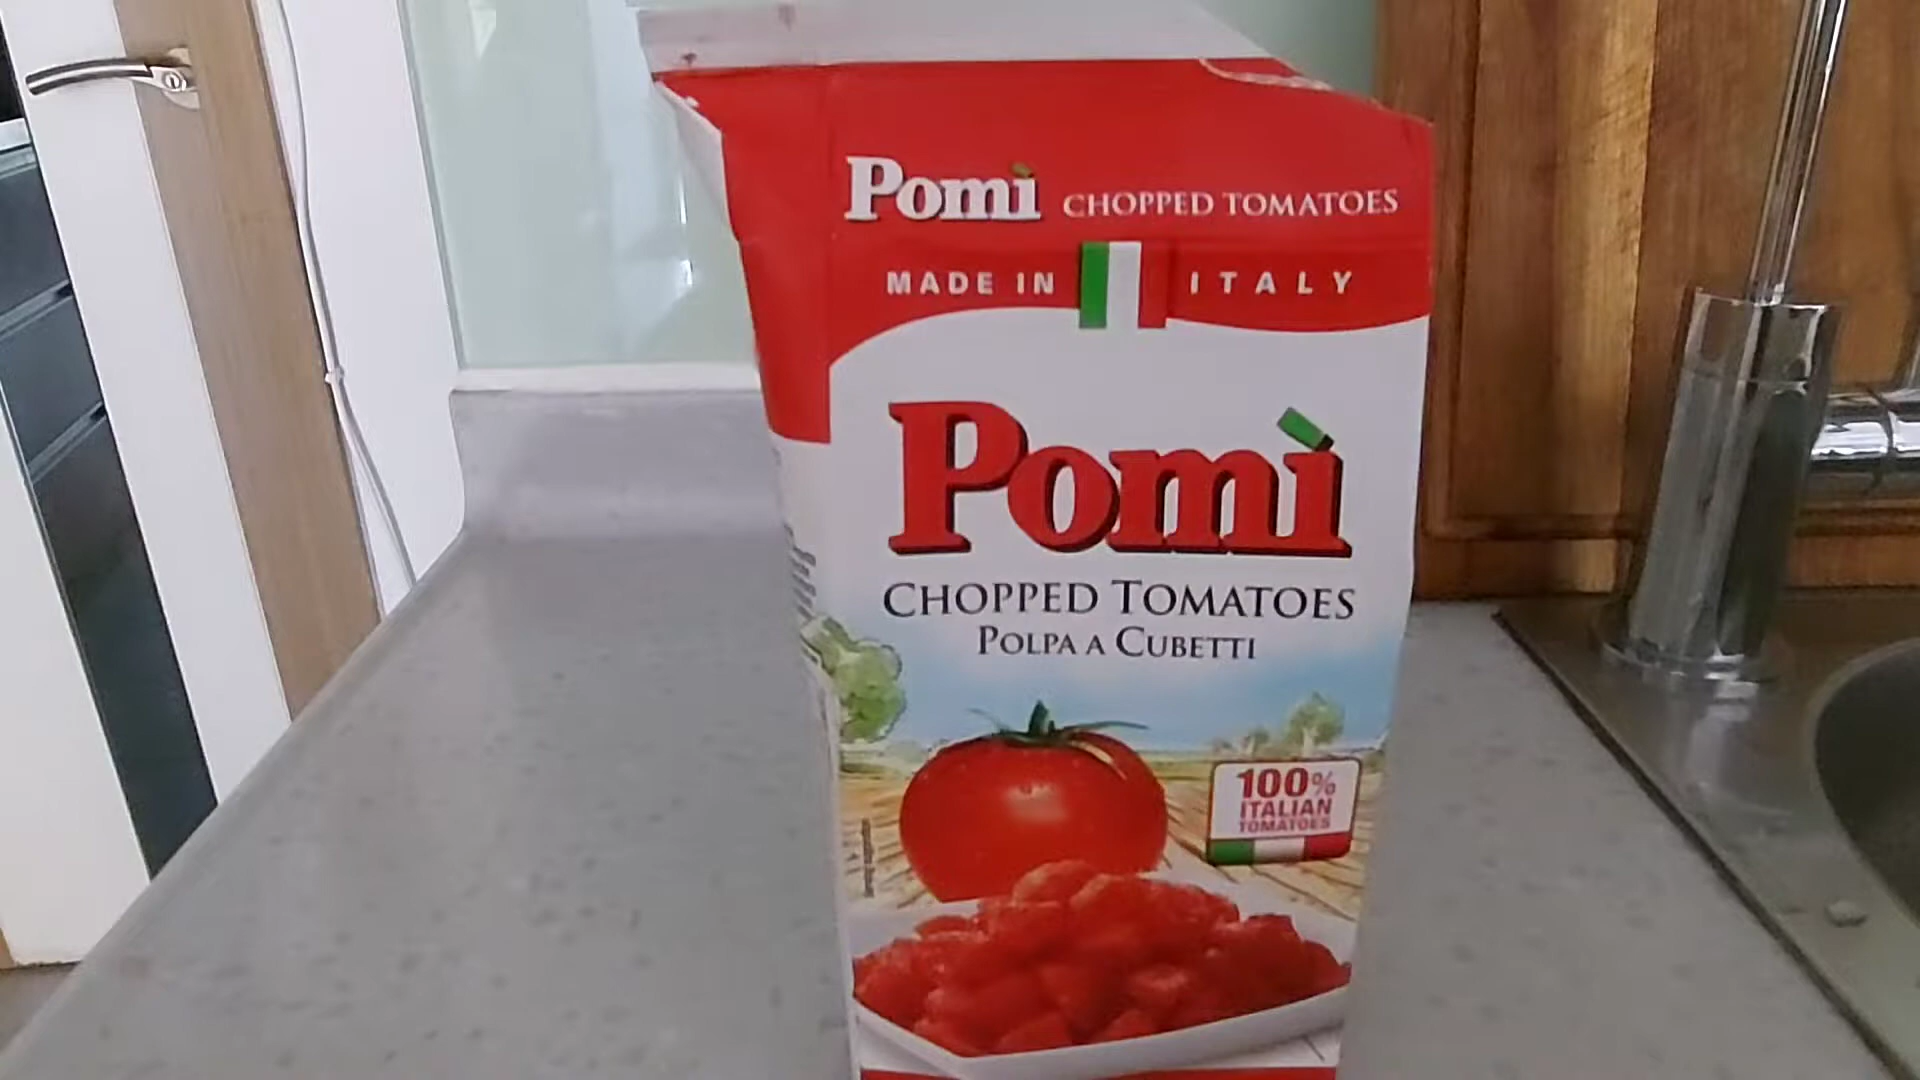 Pomì CHOPPED TOMATOES
MADE IN ITALY
Pomì
CHOPPED TOMATOES
POLPA A CUBETTI
100%
ITALIAN
TOMATOES